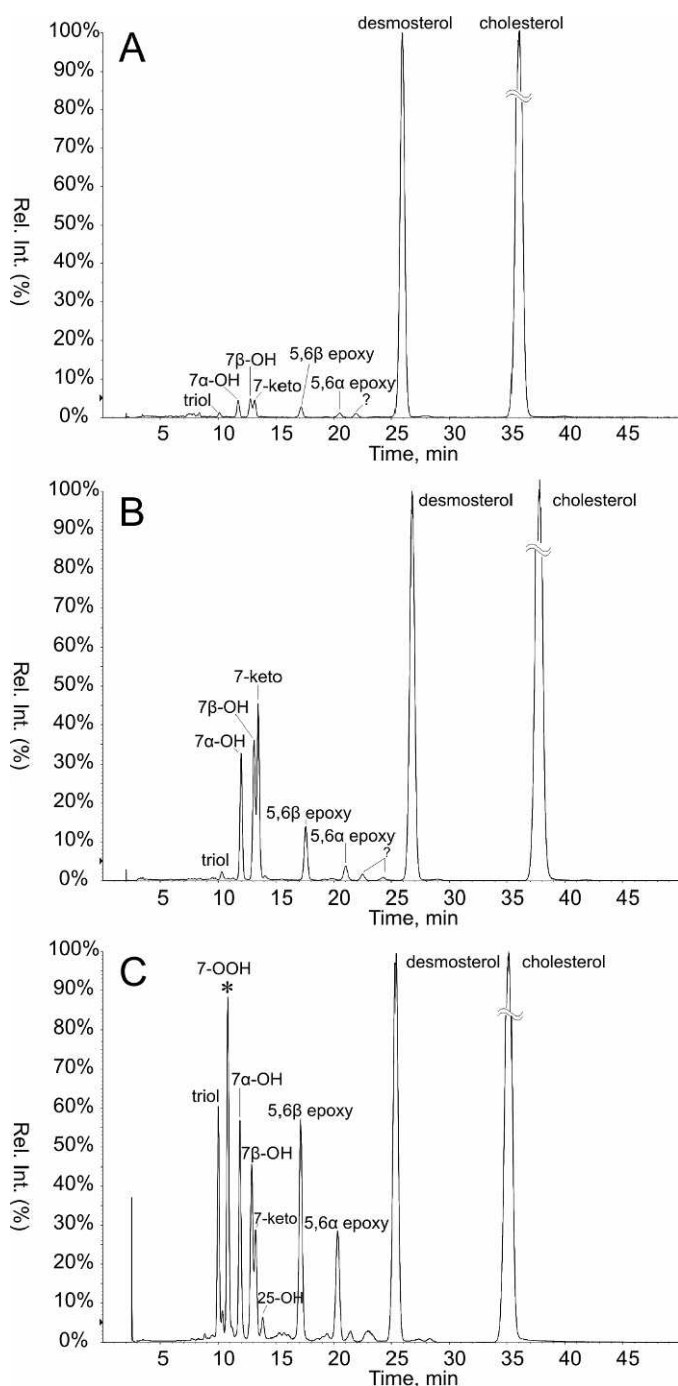 A
desmosterol
cholesterol
100%
90%
80%
70%
60%
50%
40%
30%
20%
10%
0%
Rel. Int. (%)
triol
7α-OH
7β-OH
7-keto
5,6β epoxy
5,6α epoxy
?
5 10 15 20 25 30 35 40 45
Time, min
B
desmosterol
cholesterol
100%
90%
80%
70%
60%
50%
40%
30%
20%
10%
0%
Rel. Int. (%)
triol
7α-OH
7β-OH
7-keto
5,6β epoxy
5,6α epoxy
?
5 10 15 20 25 30 35 40 45
Time, min
C
desmosterol
cholesterol
100%
90%
80%
70%
60%
50%
40%
30%
20%
10%
0%
Rel. Int. (%)
triol
7-OOH
*
7α-OH
7β-OH
7-keto
25-OH
5,6β epoxy
5,6α epoxy
5 10 15 20 25 30 35 40 45
Time, min